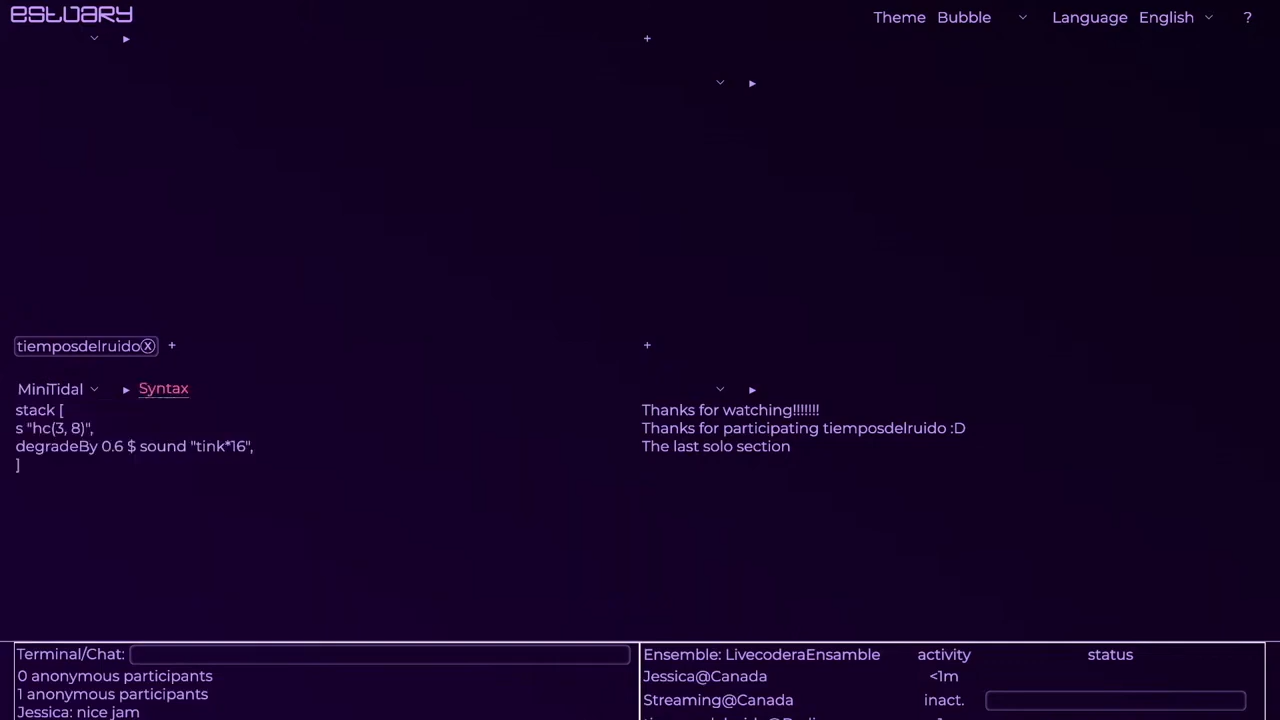 estuary
Theme Bubble Language English ?
+
tiemposdelruidoⓧ + +
MiniTidal Syntax
stack [
s "hc(3, 8)",
degradeBy 0.6 $ sound "tink*16",
]
Thanks for watching!!!!!!!
Thanks for participating tiemposdelruido :D
The last solo section
Terminal/Chat:
0 anonymous participants
1 anonymous participants
Jessica: nice jam
Ensemble: LivecoderaEnsamble activity status
Jessica@Canada <1m
Streaming@Canada inact.